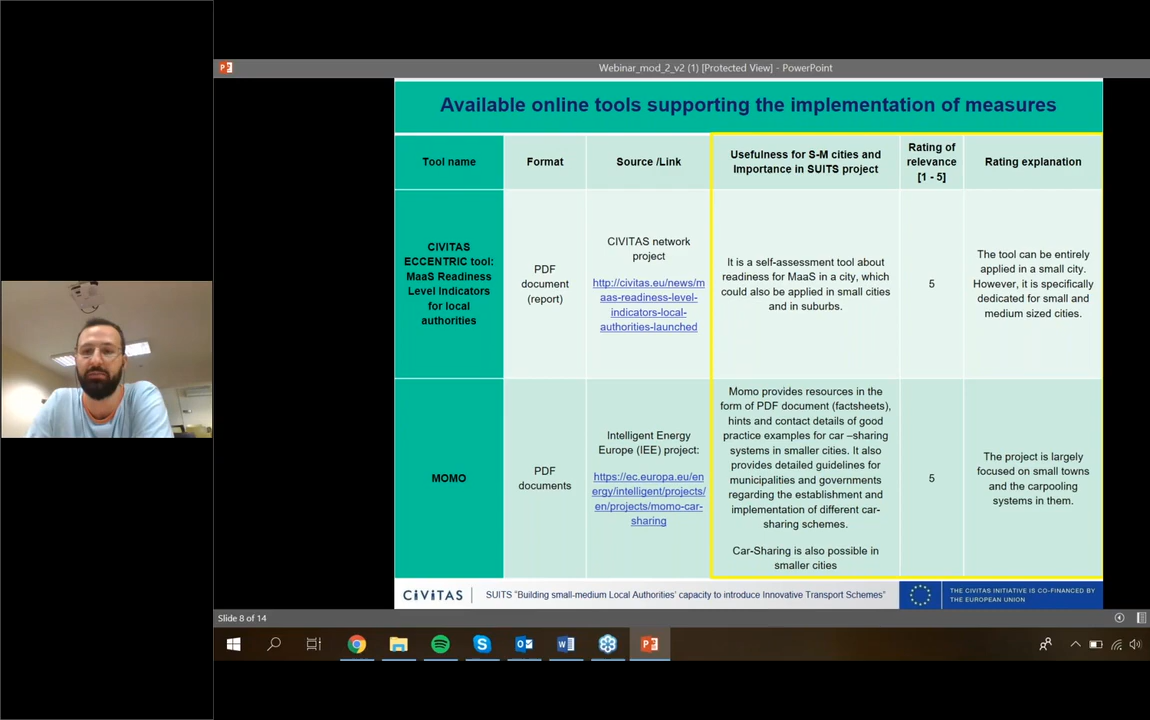 Webinar_mod_2_v2 (1) [Protected View] - PowerPoint
Available online tools supporting the implementation of measures
Tool name
Format
Source /Link
Usefulness for S-M cities and
Importance in SUITS project
Rating of
relevance
[1 - 5]
Rating explanation
CIVITAS
ECCENTRIC tool:
MaaS Readiness
Level Indicators
for local
authorities
PDF
document
(report)
CIVITAS network
project
http://civitas.eu/news/m
aas-readiness-level-
indicators-local-
authorities-launched
It is a self-assessment tool about
readiness for MaaS in a city, which
could also be applied in small cities
and in suburbs.
5
The tool can be entirely
applied in a small city.
However, it is specifically
dedicated for small and
medium sized cities.
MOMO
PDF
documents
Intelligent Energy
Europe (IEE) project:
https://ec.europa.eu/en
ergy/intelligent/projects/
en/projects/momo-car-
sharing
Momo provides resources in the
form of PDF document (factsheets),
hints and contact details of good
practice examples for car –sharing
systems in smaller cities. It also
provides detailed guidelines for
municipalities and governments
regarding the establishment and
implementation of different car-
sharing schemes.
Car-Sharing is also possible in
smaller cities
5
The project is largely
focused on small towns
and the carpooling
systems in them.
CIVITAS
SUITS "Building small-medium Local Authorities' capacity to introduce Innovative Transport Schemes"
THE CIVITAS INITIATIVE IS CO-FINANCED BY
THE EUROPEAN UNION
Slide 8 of 14